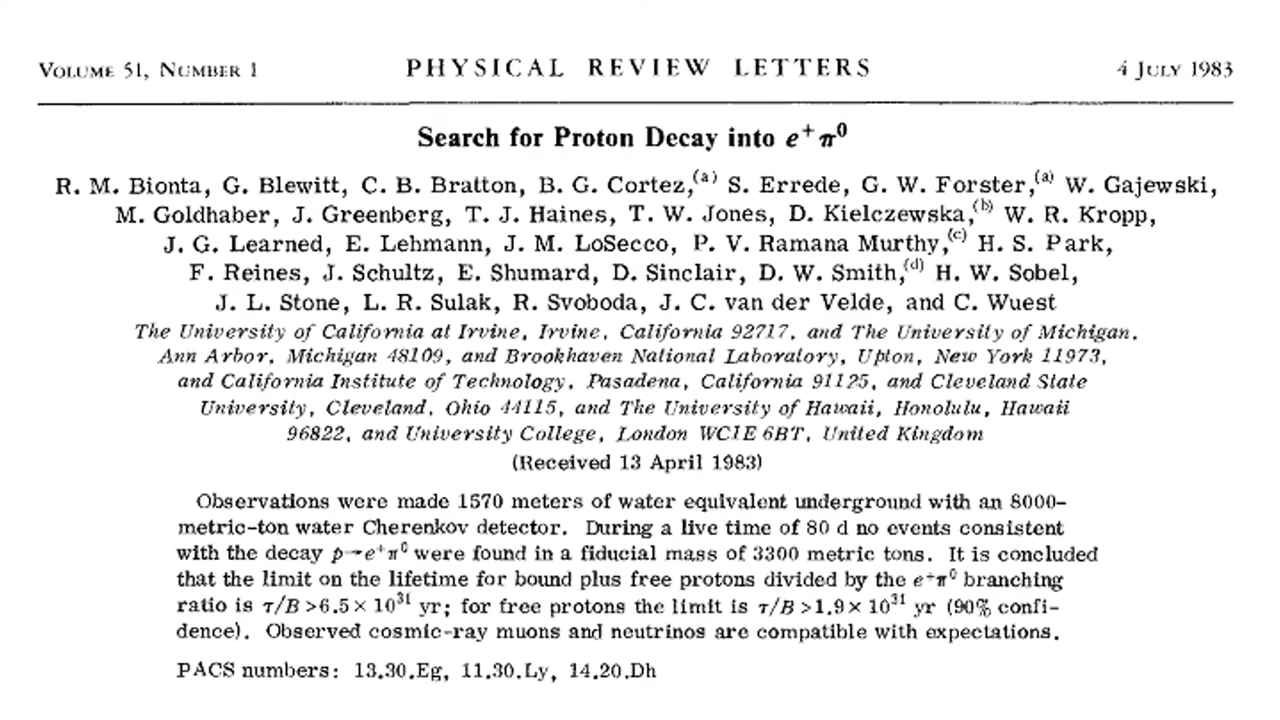 VOLUME 51, NUMBER 1 PHYSICAL REVIEW LETTERS 4 JULY 1983
Search for Proton Decay into e⁺π⁰
R. M. Bionta, G. Blewitt, C. B. Bratton, B. G. Cortez,⁽ᵃ⁾ S. Errede, G. W. Forster,⁽ᵃ⁾ W. Gajewski,
M. Goldhaber, J. Greenberg, T. J. Haines, T. W. Jones, D. Kielczewska,⁽ᵇ⁾ W. R. Kropp,
J. G. Learned, E. Lehmann, J. M. LoSecco, P. V. Ramana Murthy,⁽ᶜ⁾ H. S. Park,
F. Reines, J. Schultz, E. Shumard, D. Sinclair, D. W. Smith,⁽ᵈ⁾ H. W. Sobel,
J. L. Stone, L. R. Sulak, R. Svoboda, J. C. van der Velde, and C. Wuest
The University of California at Irvine, Irvine, California 92717, and The University of Michigan,
Ann Arbor, Michigan 48109, and Brookhaven National Laboratory, Upton, New York 11973,
and California Institute of Technology, Pasadena, California 91125, and Cleveland State
University, Cleveland, Ohio 44115, and The University of Hawaii, Honolulu, Hawaii
96822, and University College, London WC1E 6BT, United Kingdom
(Received 13 April 1983)
Observations were made 1570 meters of water equivalent underground with an 8000-
metric-ton water Cherenkov detector. During a live time of 80 d no events consistent
with the decay p→e⁺π⁰ were found in a fiducial mass of 3300 metric tons. It is concluded
that the limit on the lifetime for bound plus free protons divided by the e⁺π⁰ branching
ratio is τ/B > 6.5 × 10³¹ yr; for free protons the limit is τ/B > 1.9 × 10³¹ yr (90% confi-
dence). Observed cosmic-ray muons and neutrinos are compatible with expectations.
PACS numbers: 13.30.Eg, 11.30.Ly, 14.20.Dh